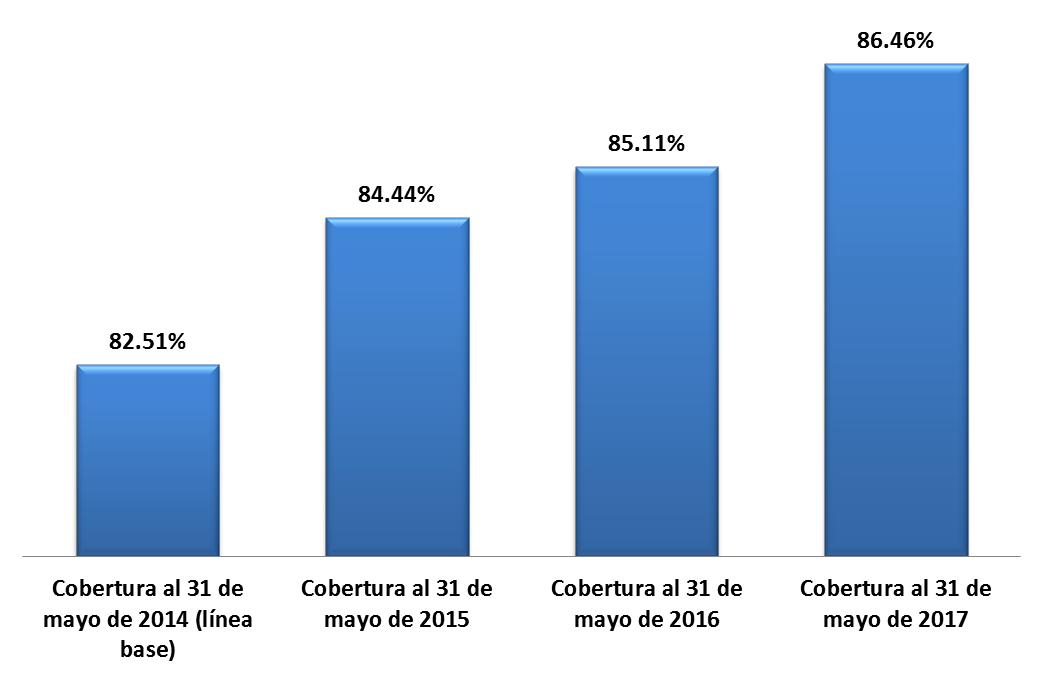 86.46%
85.11%
84.44%
82.51%
Cobertura al 31 de
mayo de 2014 (línea
base)
Cobertura al 31 de
mayo de 2015
Cobertura al 31 de
mayo de 2016
Cobertura al 31 de
mayo de 2017